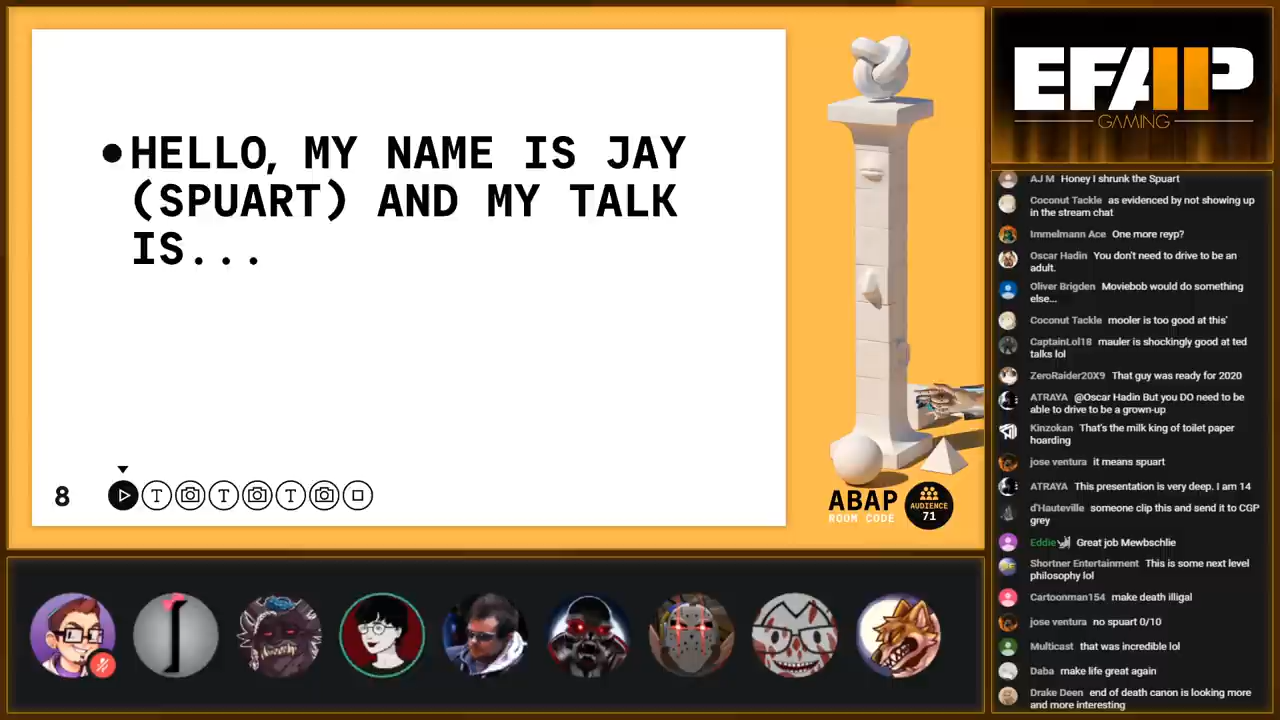 HELLO, MY NAME IS JAY
(SPUART) AND MY TALK
IS...
8
T
T
T
ABAP
ROOM CODE
AUDIENCE
71
EFAP
GAMING
AJ M Honey I shrunk the Spuart
Coconut Tackle as evidenced by not showing up
in the stream chat
Immelmann Ace One more reyp?
Oscar Hadin You don't need to drive to be an
adult.
Oliver Brigden Moviebob would do something
else...
Coconut Tackle mooler is too good at this'
CaptainLol18 mauler is shockingly good at ted
talks lol
ZeroRaider20X9 That guy was ready for 2020
ATRAYA @Oscar Hadin But you DO need to be
able to drive to be a grown-up
Kinzokan That's the milk king of toilet paper
hoarding
jose ventura it means spuart
ATRAYA This presentation is very deep. I am 14
d'Hauteville someone clip this and send it to CGP
grey
Eddie Great job Mewbschlie
Shortner Entertainment This is some next level
philosophy lol
Cartoonman154 make death illigal
jose ventura no spuart 0/10
Multicast that was incredible lol
Daba make life great again
Drake Deen end of death canon is looking more
and more interesting